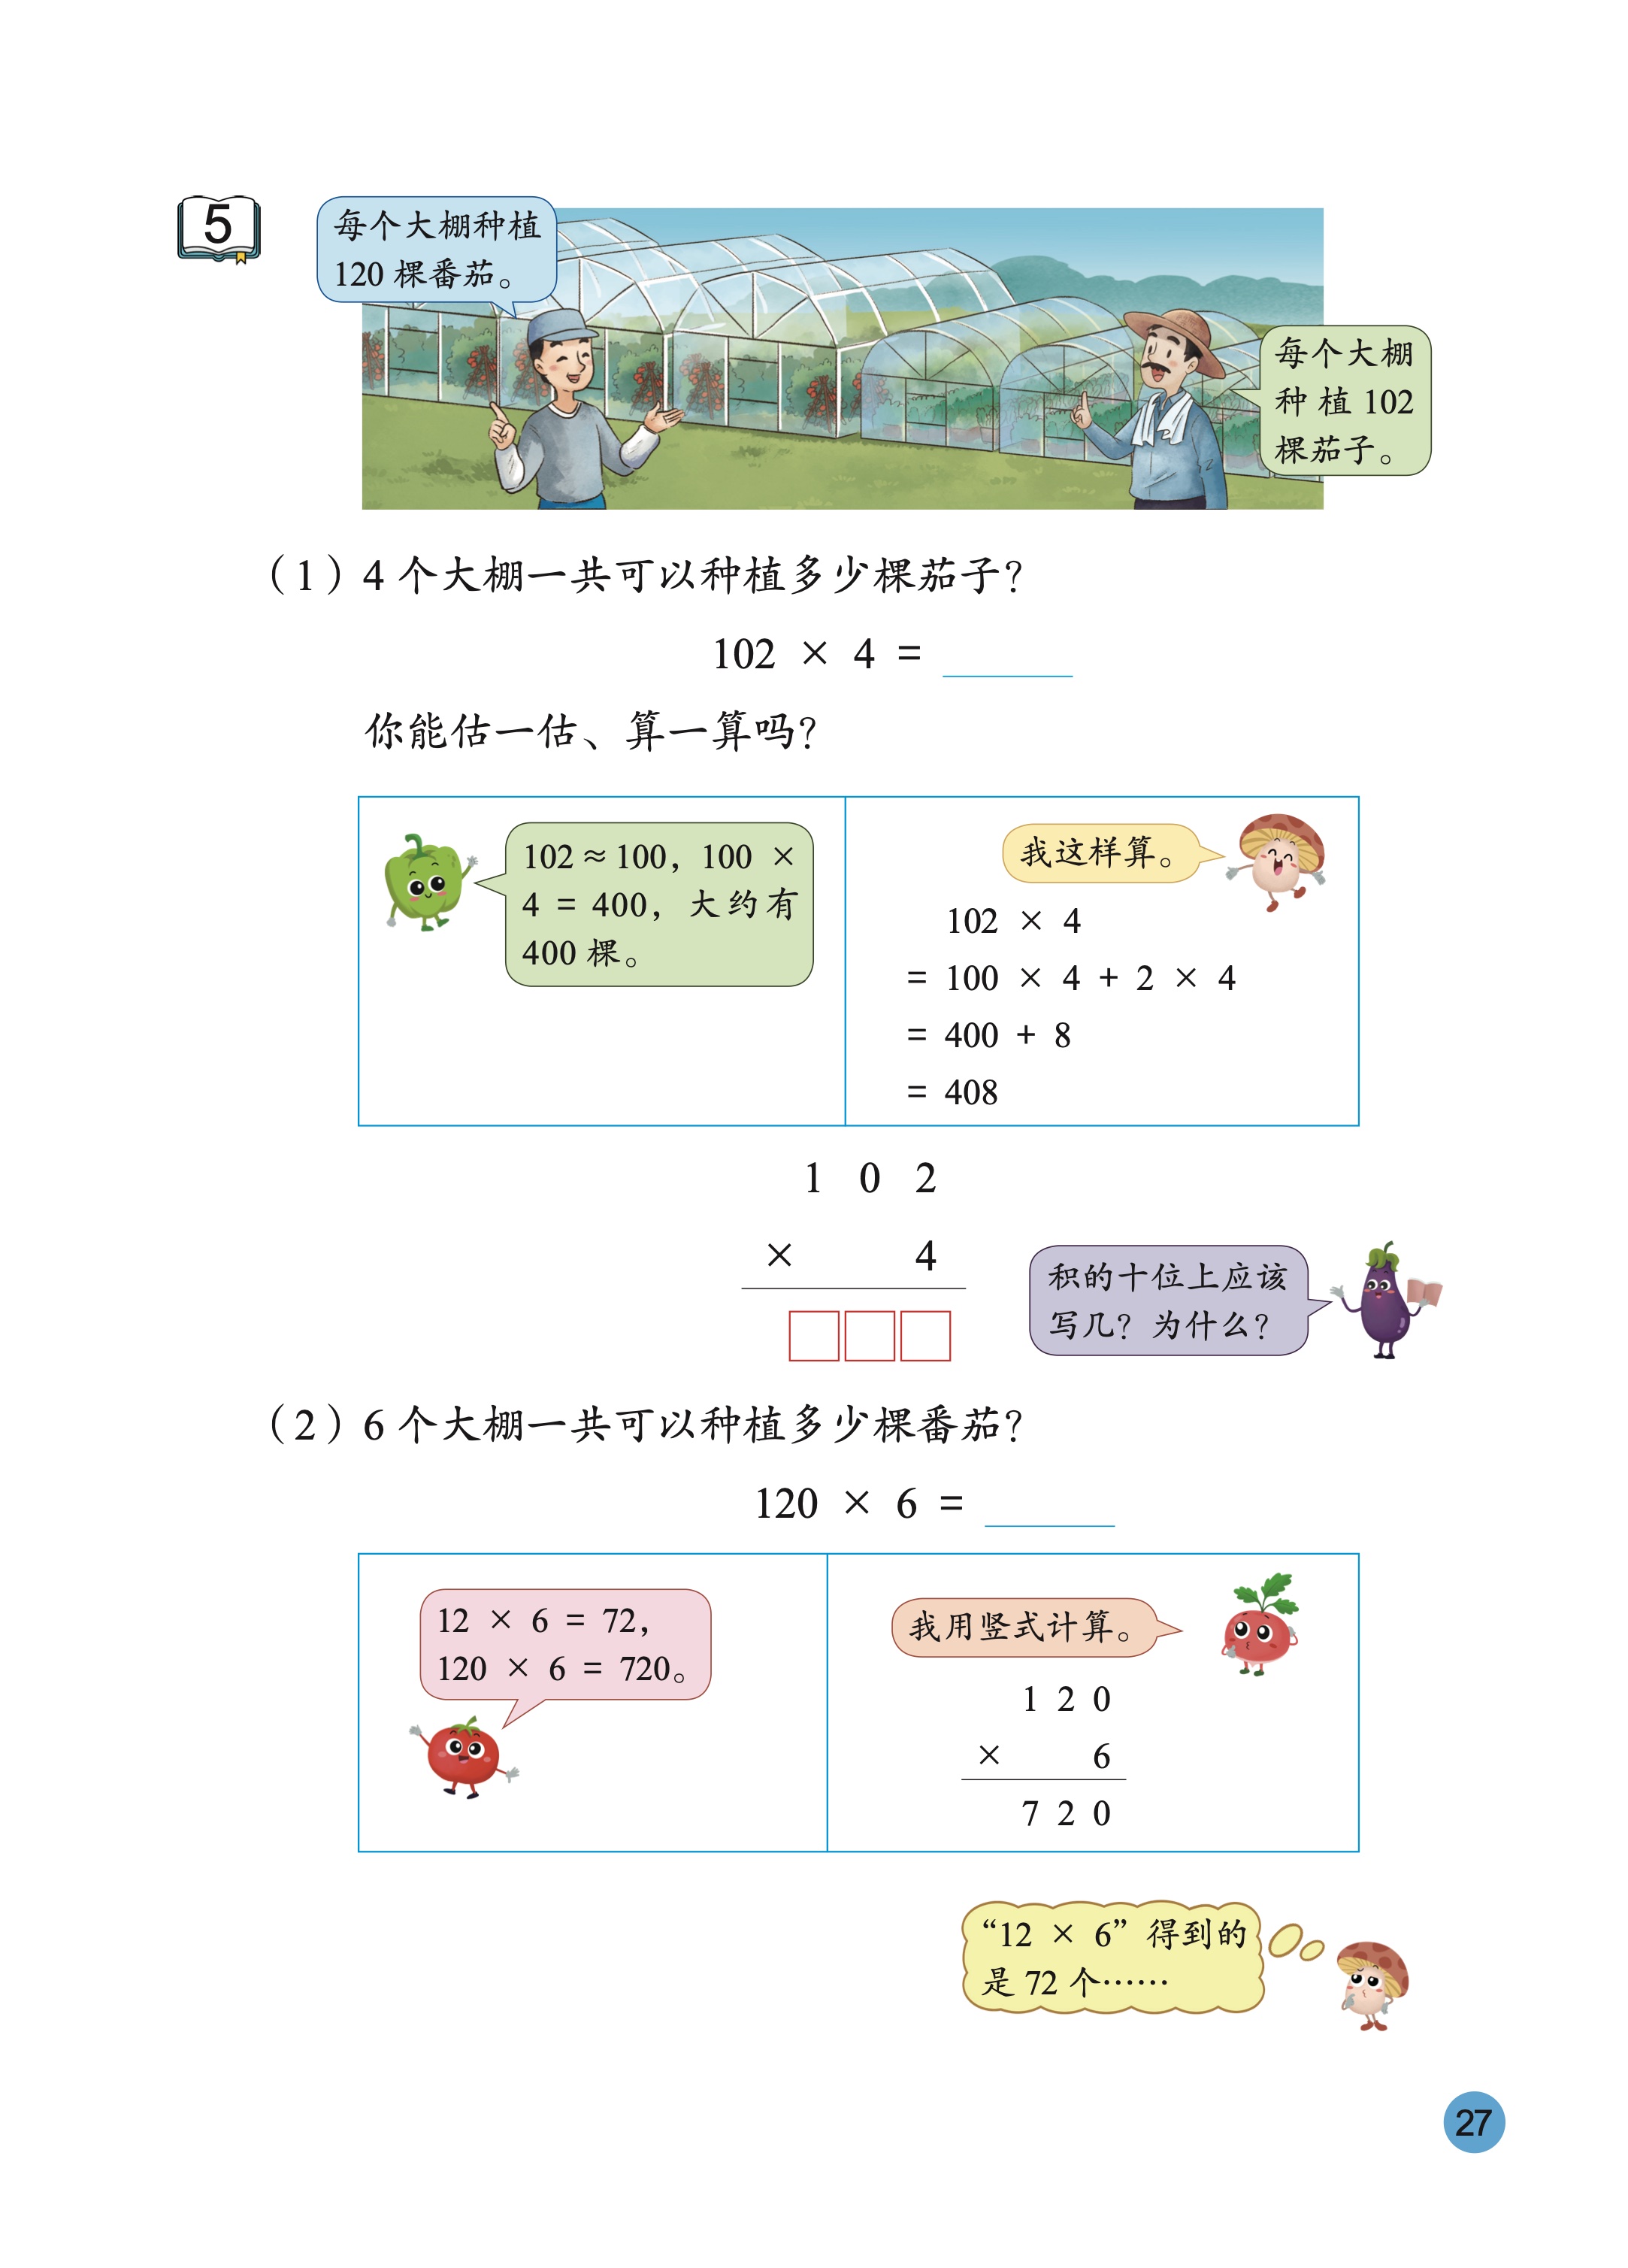 5
每个大棚种植
120 棵番茄。
每个大棚
种植 102
棵茄子。
（1）4 个大棚一共可以种植多少棵茄子？
102 × 4 =
你能估一估、算一算吗？
102 ≈ 100，100 ×
4 = 400，大约有
400 棵。
我这样算。
102 × 4
= 100 × 4 + 2 × 4
= 400 + 8
= 408
1 0 2
× 4
积的十位上应该
写几？为什么？
（2）6 个大棚一共可以种植多少棵番茄？
120 × 6 =
12 × 6 = 72，
120 × 6 = 720。
我用竖式计算。
1 2 0
× 6
7 2 0
“12 × 6”得到的
是 72 个……
27